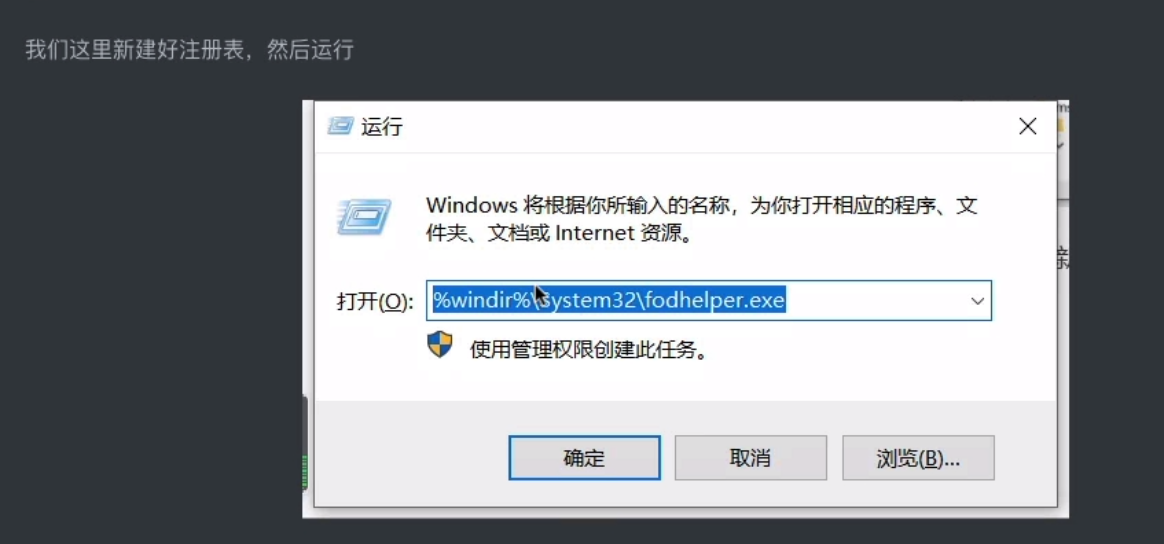 我们这里新建好注册表，然后运行
运行
Windows 将根据你所输入的名称，为你打开相应的程序、文
件夹、文档或 Internet 资源。
打开(O): %windir%\system32\fodhelper.exe
使用管理权限创建此任务。
确定 取消 浏览(B)...